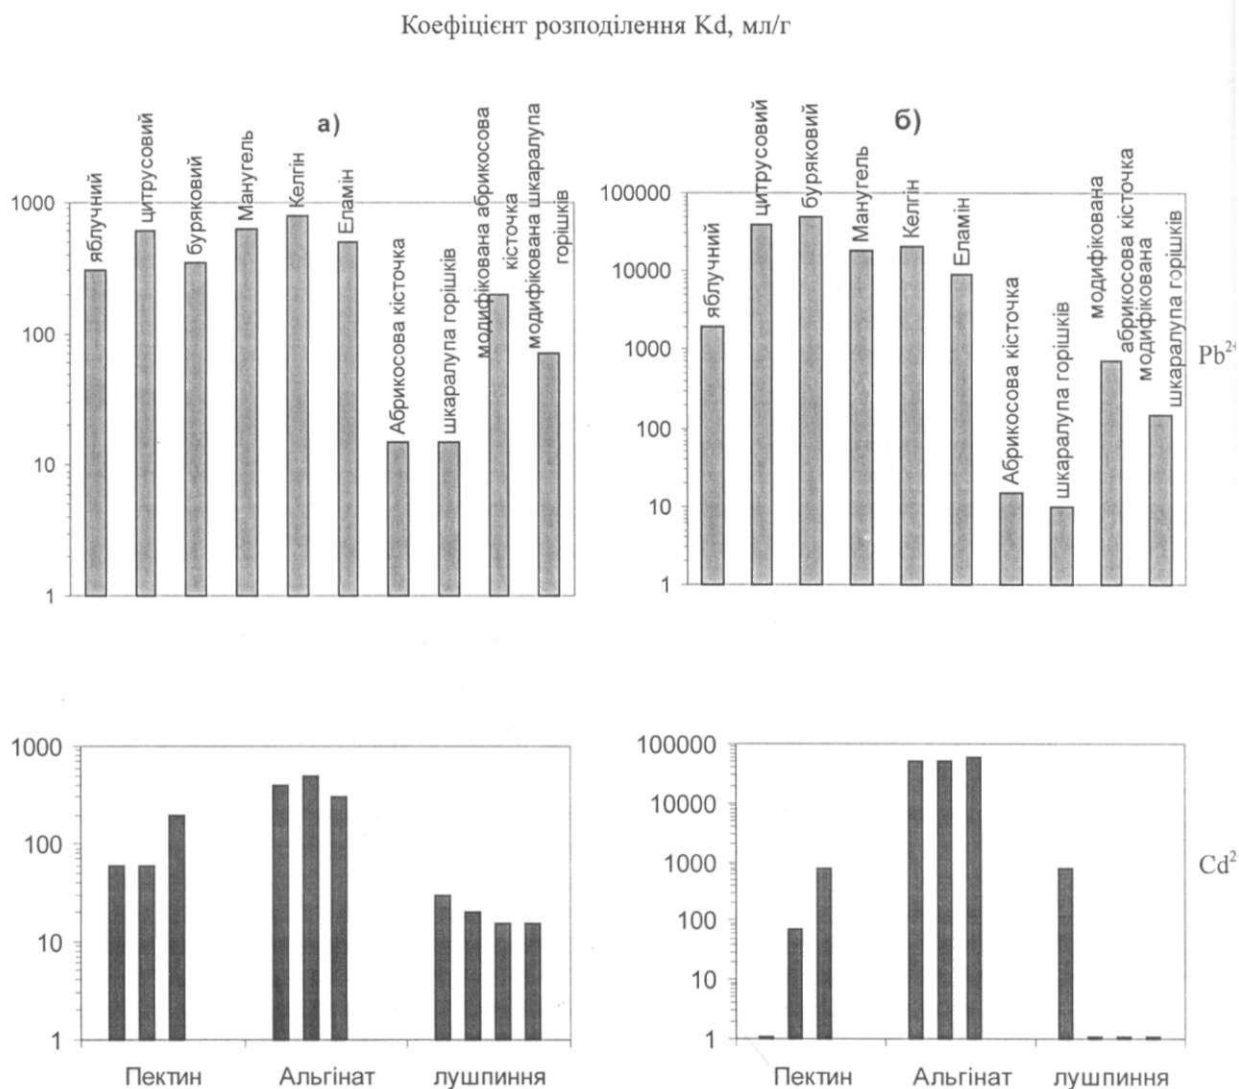 Коефіцієнт розподілення Kd, мл/г
а)
1000
100
10
1
яблучний
цитрусовий
буряковий
Манугель
Келгін
Еламін
Абрикосова кісточка
шкаралупа горішків
модифікована абрикосова
кісточка
модифікована шкаралупа
горішків
б)
100000
10000
1000
100
10
1
яблучний
цитрусовий
буряковий
Манугель
Келгін
Еламін
Абрикосова кісточка
шкаралупа горішків
модифікована
абрикосова кісточка
модифікована
шкаралупа горішків
Pb²⁺
1000
100
10
1
Пектин
Альгінат
лушпиння
100000
10000
1000
100
10
1
Пектин
Альгінат
лушпиння
Cd²